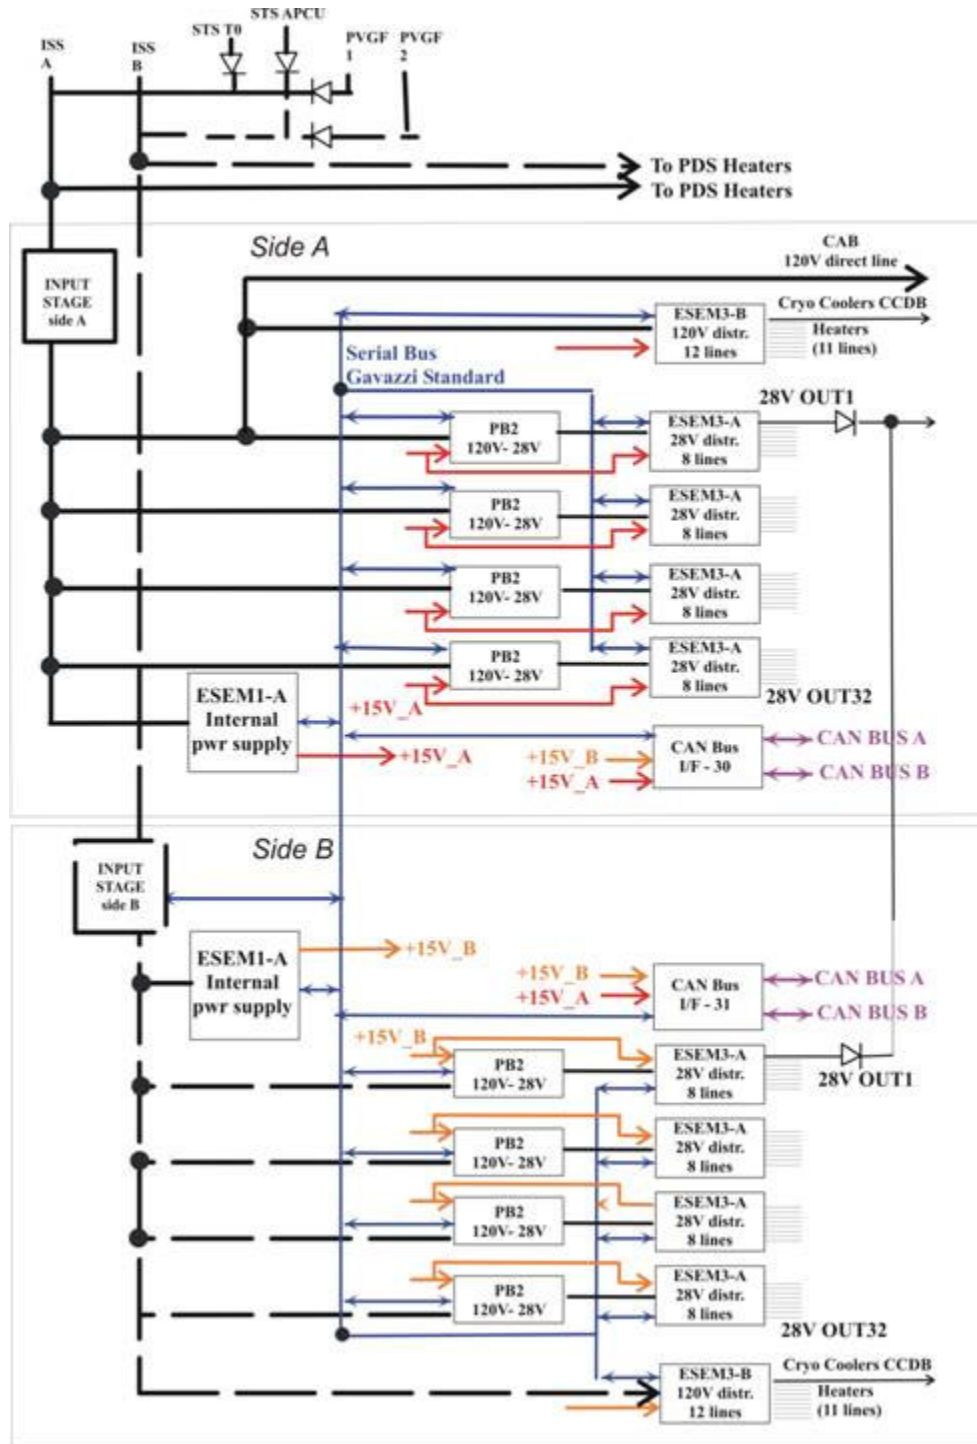 STS APCU
STS T0
ISS
A
ISS
B
PVGF
1
PVGF
2
To PDS Heaters
To PDS Heaters
Side A
CAB
120V direct line
INPUT
STAGE
side A
ESEM3-B
120V distr.
12 lines
Cryo Coolers CCDB
Heaters
(11 lines)
Serial Bus
Gavazzi Standard
28V OUT1
PB2
120V- 28V
ESEM3-A
28V distr.
8 lines
PB2
120V- 28V
ESEM3-A
28V distr.
8 lines
PB2
120V- 28V
ESEM3-A
28V distr.
8 lines
PB2
120V- 28V
ESEM3-A
28V distr.
8 lines
28V OUT32
ESEM1-A
Internal
pwr supply
+15V_A
+15V_A
+15V_B
+15V_A
CAN Bus
I/F - 30
CAN BUS A
CAN BUS B
Side B
INPUT
STAGE
side B
ESEM1-A
Internal
pwr supply
+15V_B
+15V_B
+15V_A
CAN Bus
I/F - 31
CAN BUS A
CAN BUS B
+15V_B
PB2
120V- 28V
ESEM3-A
28V distr.
8 lines
28V OUT1
PB2
120V- 28V
ESEM3-A
28V distr.
8 lines
PB2
120V- 28V
ESEM3-A
28V distr.
8 lines
PB2
120V- 28V
ESEM3-A
28V distr.
8 lines
28V OUT32
ESEM3-B
120V distr.
12 lines
Cryo Coolers CCDB
Heaters
(11 lines)